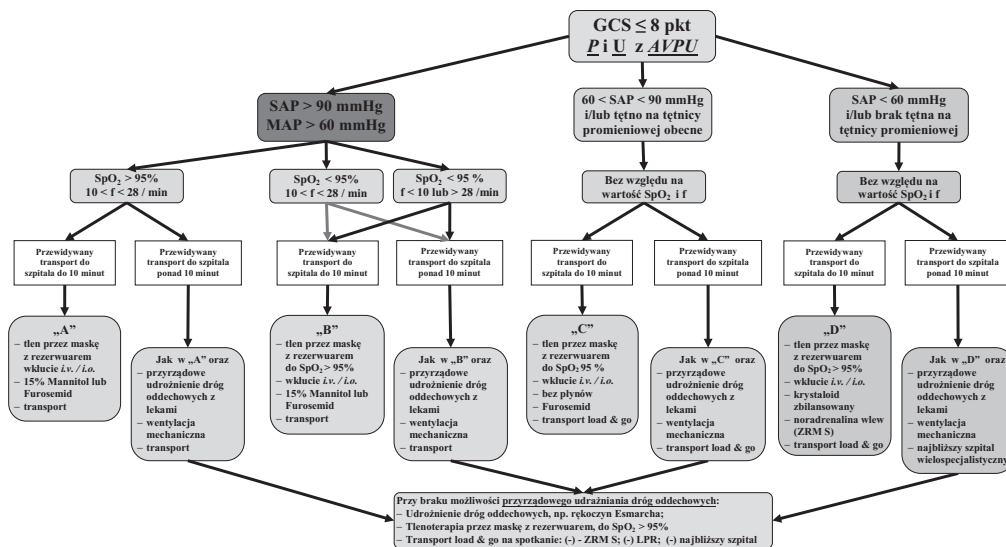 GCS ≤ 8 pkt
P i U z AVPU
SAP > 90 mmHg
MAP > 60 mmHg
60 < SAP < 90 mmHg
i/lub tętno na tętnicy
promieniowej obecne
SAP < 60 mmHg
i/lub brak tętna na
tętnicy promieniowej
SpO₂ > 95%
10 < f < 28 / min
SpO₂ < 95%
10 < f < 28 / min
SpO₂ < 95 %
f < 10 lub > 28 /min
Bez względu na
wartość SpO₂ i f
Bez względu na
wartość SpO₂ i f
Przewidywany
transport do
szpitala do 10 minut
Przewidywany
transport do szpitala
ponad 10 minut
Przewidywany
transport do
szpitala do 10 minut
Przewidywany
transport do szpitala
ponad 10 minut
Przewidywany
transport do
szpitala do 10 minut
Przewidywany
transport do szpitala
ponad 10 minut
Przewidywany
transport do
szpitala do 10 minut
Przewidywany
transport do szpitala
ponad 10 minut
„A”
– tlen przez maskę
z rezerwuarem
wkłucie i.v. / i.o.
– 15% Mannitol lub
Furosemid
– transport
Jak w „A” oraz
– przyrządowe
udrożnienie dróg
oddechowych z
lekami
– wentylacja
mechaniczna
– transport
„B”
– tlen przez maskę
z rezerwuarem
do SpO₂ > 95%
– wkłucie i.v. / i.o.
– 15% Mannitol lub
Furosemid
– transport
Jak w „B” oraz
– przyrządowe
udrożnienie dróg
oddechowych z
lekami
– wentylacja
mechaniczna
– transport
„C”
– tlen przez maskę
z rezerwuarem
do SpO₂ 95 %
– wkłucie i.v. / i.o.
– bez płynów
– Furosemid
– transport load & go
Jak w „C” oraz
– przyrządowe
udrożnienie dróg
oddechowych z
lekami
– wentylacja
mechaniczna
– transport load & go
„D”
– tlen przez maskę
z rezerwuarem
do SpO₂ > 95%
– wkłucie i.v. / i.o.
– krystaloid
zbilansowany
– noradrenalina wlew
(ZRM S)
– transport load & go
Jak w „D” oraz
– przyrządowe
udrożnienie dróg
oddechowych z
lekami
– wentylacja
mechaniczna
– najbliższy szpital
wielospecjalistyczny
Przy braku możliwości przyrządowego udrażniania dróg oddechowych:
– Udrożnienie dróg oddechowych, np. rękoczyn Esmarcha;
– Tlenoterapia przez maskę z rezerwuarem, do SpO₂ > 95%
– Transport load & go na spotkanie: (-) - ZRM S; (-) LPR; (-) najbliższy szpital